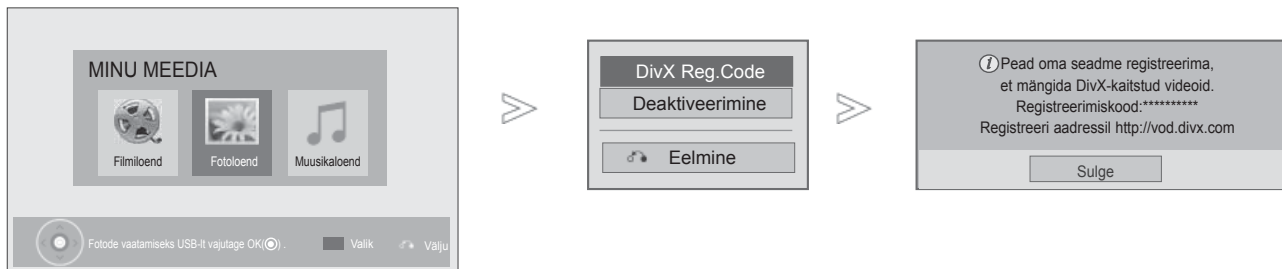 MINU MEEDIA
Filmiloend
Fotoloend
Muusikaloend
Fotode vaatamiseks USB-lt vajutage OK(◉) .
Valik
Välju
DivX Reg.Code
Deaktiveerimine
Eelmine
Pead oma seadme registreerima,
et mängida DivX-kaitstud videoid.
Registreerimiskood:**********
Registreeri aadressil http://vod.divx.com
Sulge